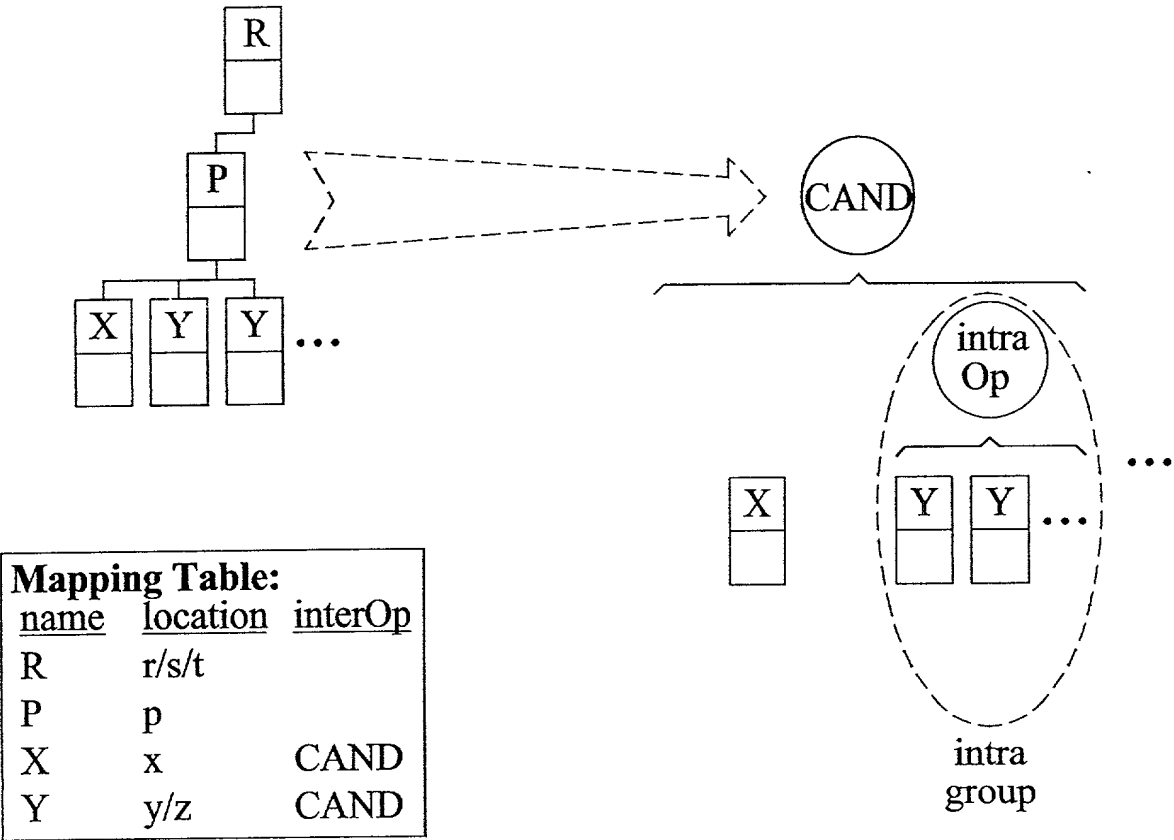 R
P
CAND
X Y Y ...
intra
Op
X Y Y ...
...
intra
group
Mapping Table:
name location interOp
R r/s/t
P p
X x CAND
Y y/z CAND